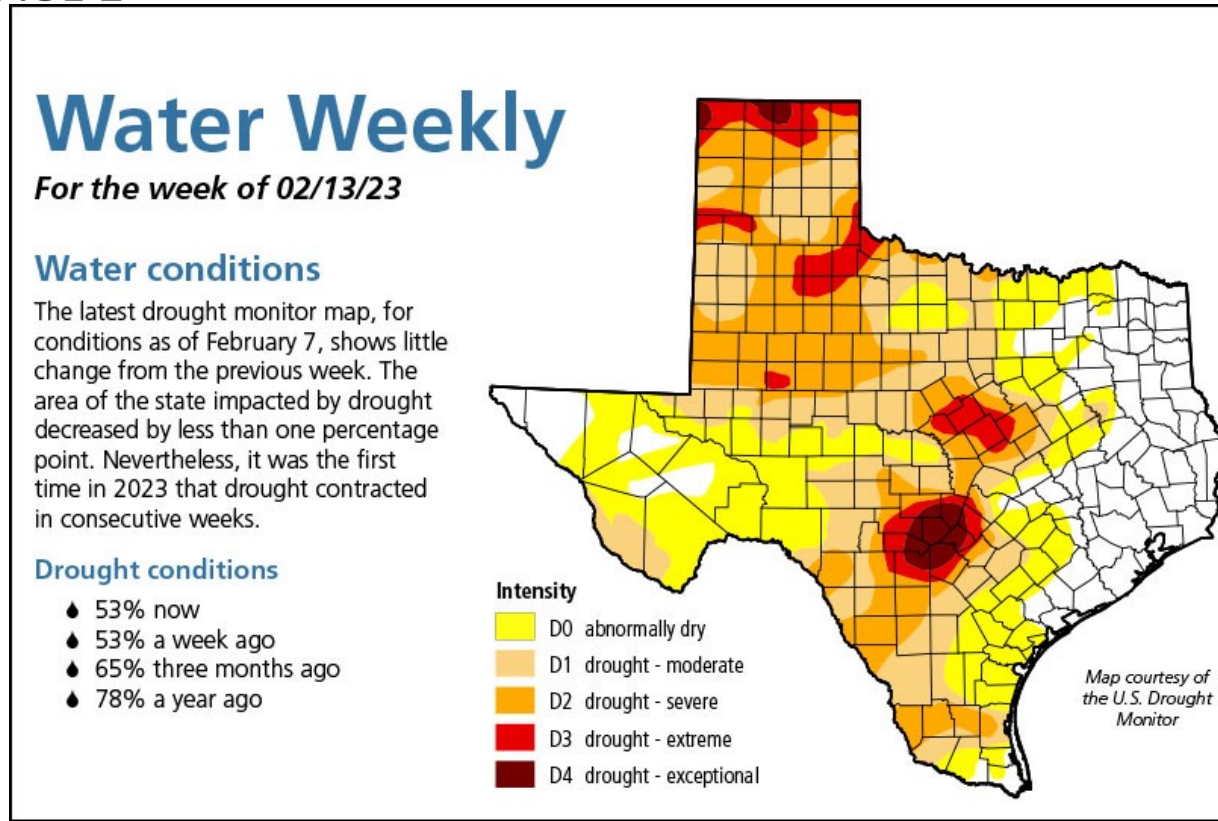 Water Weekly
For the week of 02/13/23
Water conditions
The latest drought monitor map, for
conditions as of February 7, shows little
change from the previous week. The
area of the state impacted by drought
decreased by less than one percentage
point. Nevertheless, it was the first
time in 2023 that drought contracted
in consecutive weeks.
Drought conditions
53% now
53% a week ago
65% three months ago
78% a year ago
Intensity
D0 abnormally dry
D1 drought - moderate
D2 drought - severe
D3 drought - extreme
D4 drought - exceptional
Map courtesy of
the U.S. Drought
Monitor